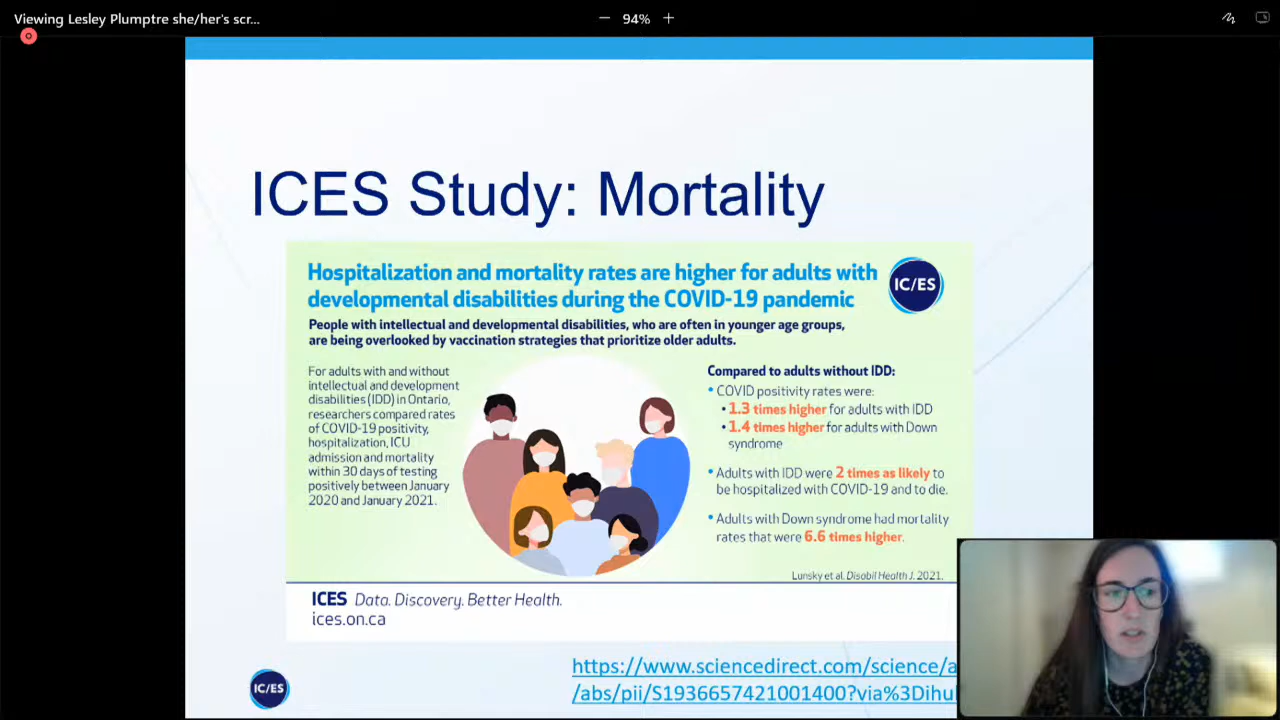 Viewing Lesley Plumptre she/her's scr...
94%
ICES Study: Mortality
Hospitalization and mortality rates are higher for adults with
developmental disabilities during the COVID-19 pandemic
IC/ES
People with intellectual and developmental disabilities, who are often in younger age groups,
are being overlooked by vaccination strategies that prioritize older adults.
For adults with and without
intellectual and development
disabilities (IDD) in Ontario,
researchers compared rates
of COVID-19 positivity,
hospitalization, ICU
admission and mortality
within 30 days of testing
positively between January
2020 and January 2021.
Compared to adults without IDD:
• COVID positivity rates were:
• 1.3 times higher for adults with IDD
• 1.4 times higher for adults with Down
syndrome
• Adults with IDD were 2 times as likely to
be hospitalized with COVID-19 and to die.
• Adults with Down syndrome had mortality
rates that were 6.6 times higher.
Lunsky et al. Disabil Health J. 2021.
ICES Data. Discovery. Better Health.
ices.on.ca
https://www.sciencedirect.com/science/a
/abs/pii/S1936657421001400?via%3Dihu
IC/ES